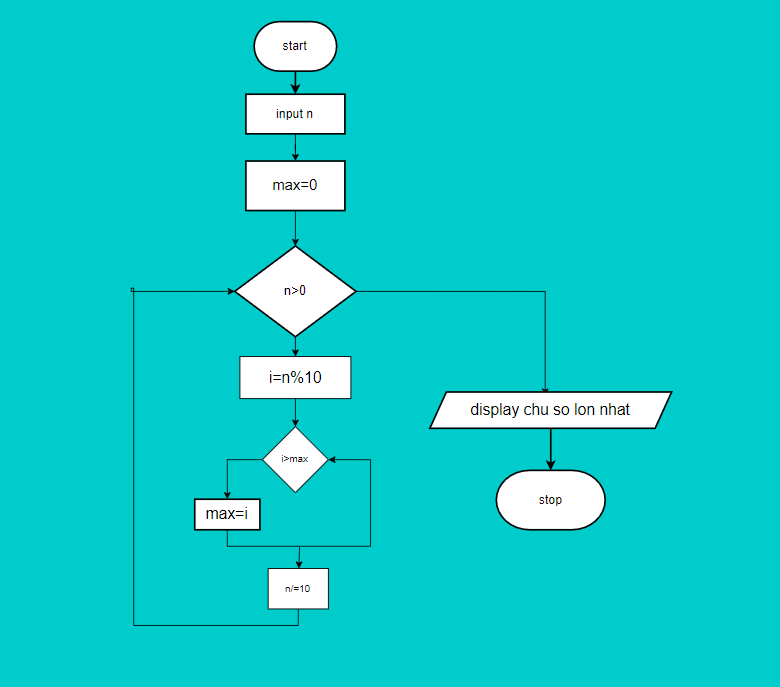 start
input n
max=0
n>0
i=n%10
i>max
max=i
n/=10
display chu so lon nhat
stop